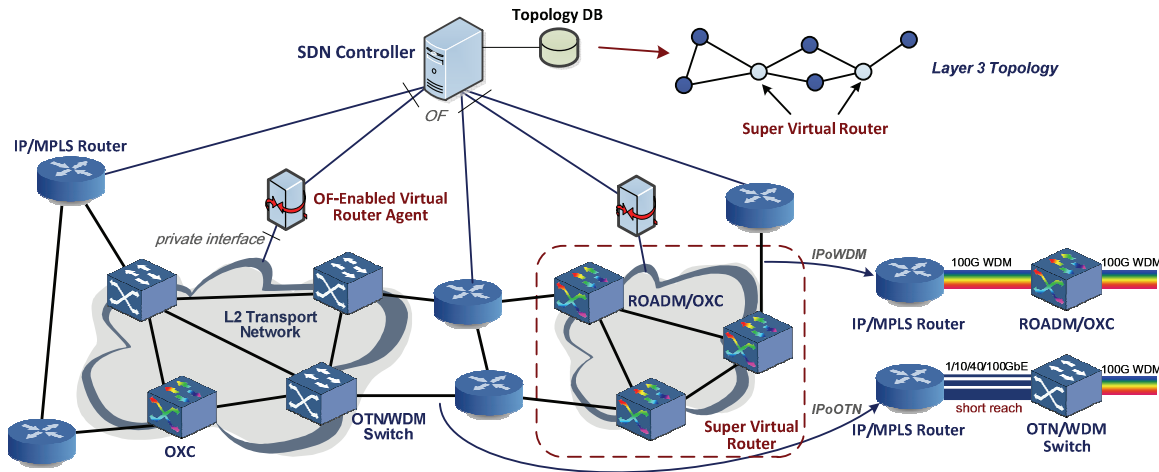 Topology DB
SDN Controller
Layer 3 Topology
Super Virtual Router
OF
IP/MPLS Router
OF-Enabled Virtual
Router Agent
private interface
IPoWDM
100G WDM
100G WDM
ROADM/OXC
L2 Transport
Network
IP/MPLS Router
ROADM/OXC
1/10/40/100GbE
100G WDM
short reach
IPoOTN
OTN/WDM
Switch
Super Virtual
Router
IP/MPLS Router
OTN/WDM
Switch
OXC